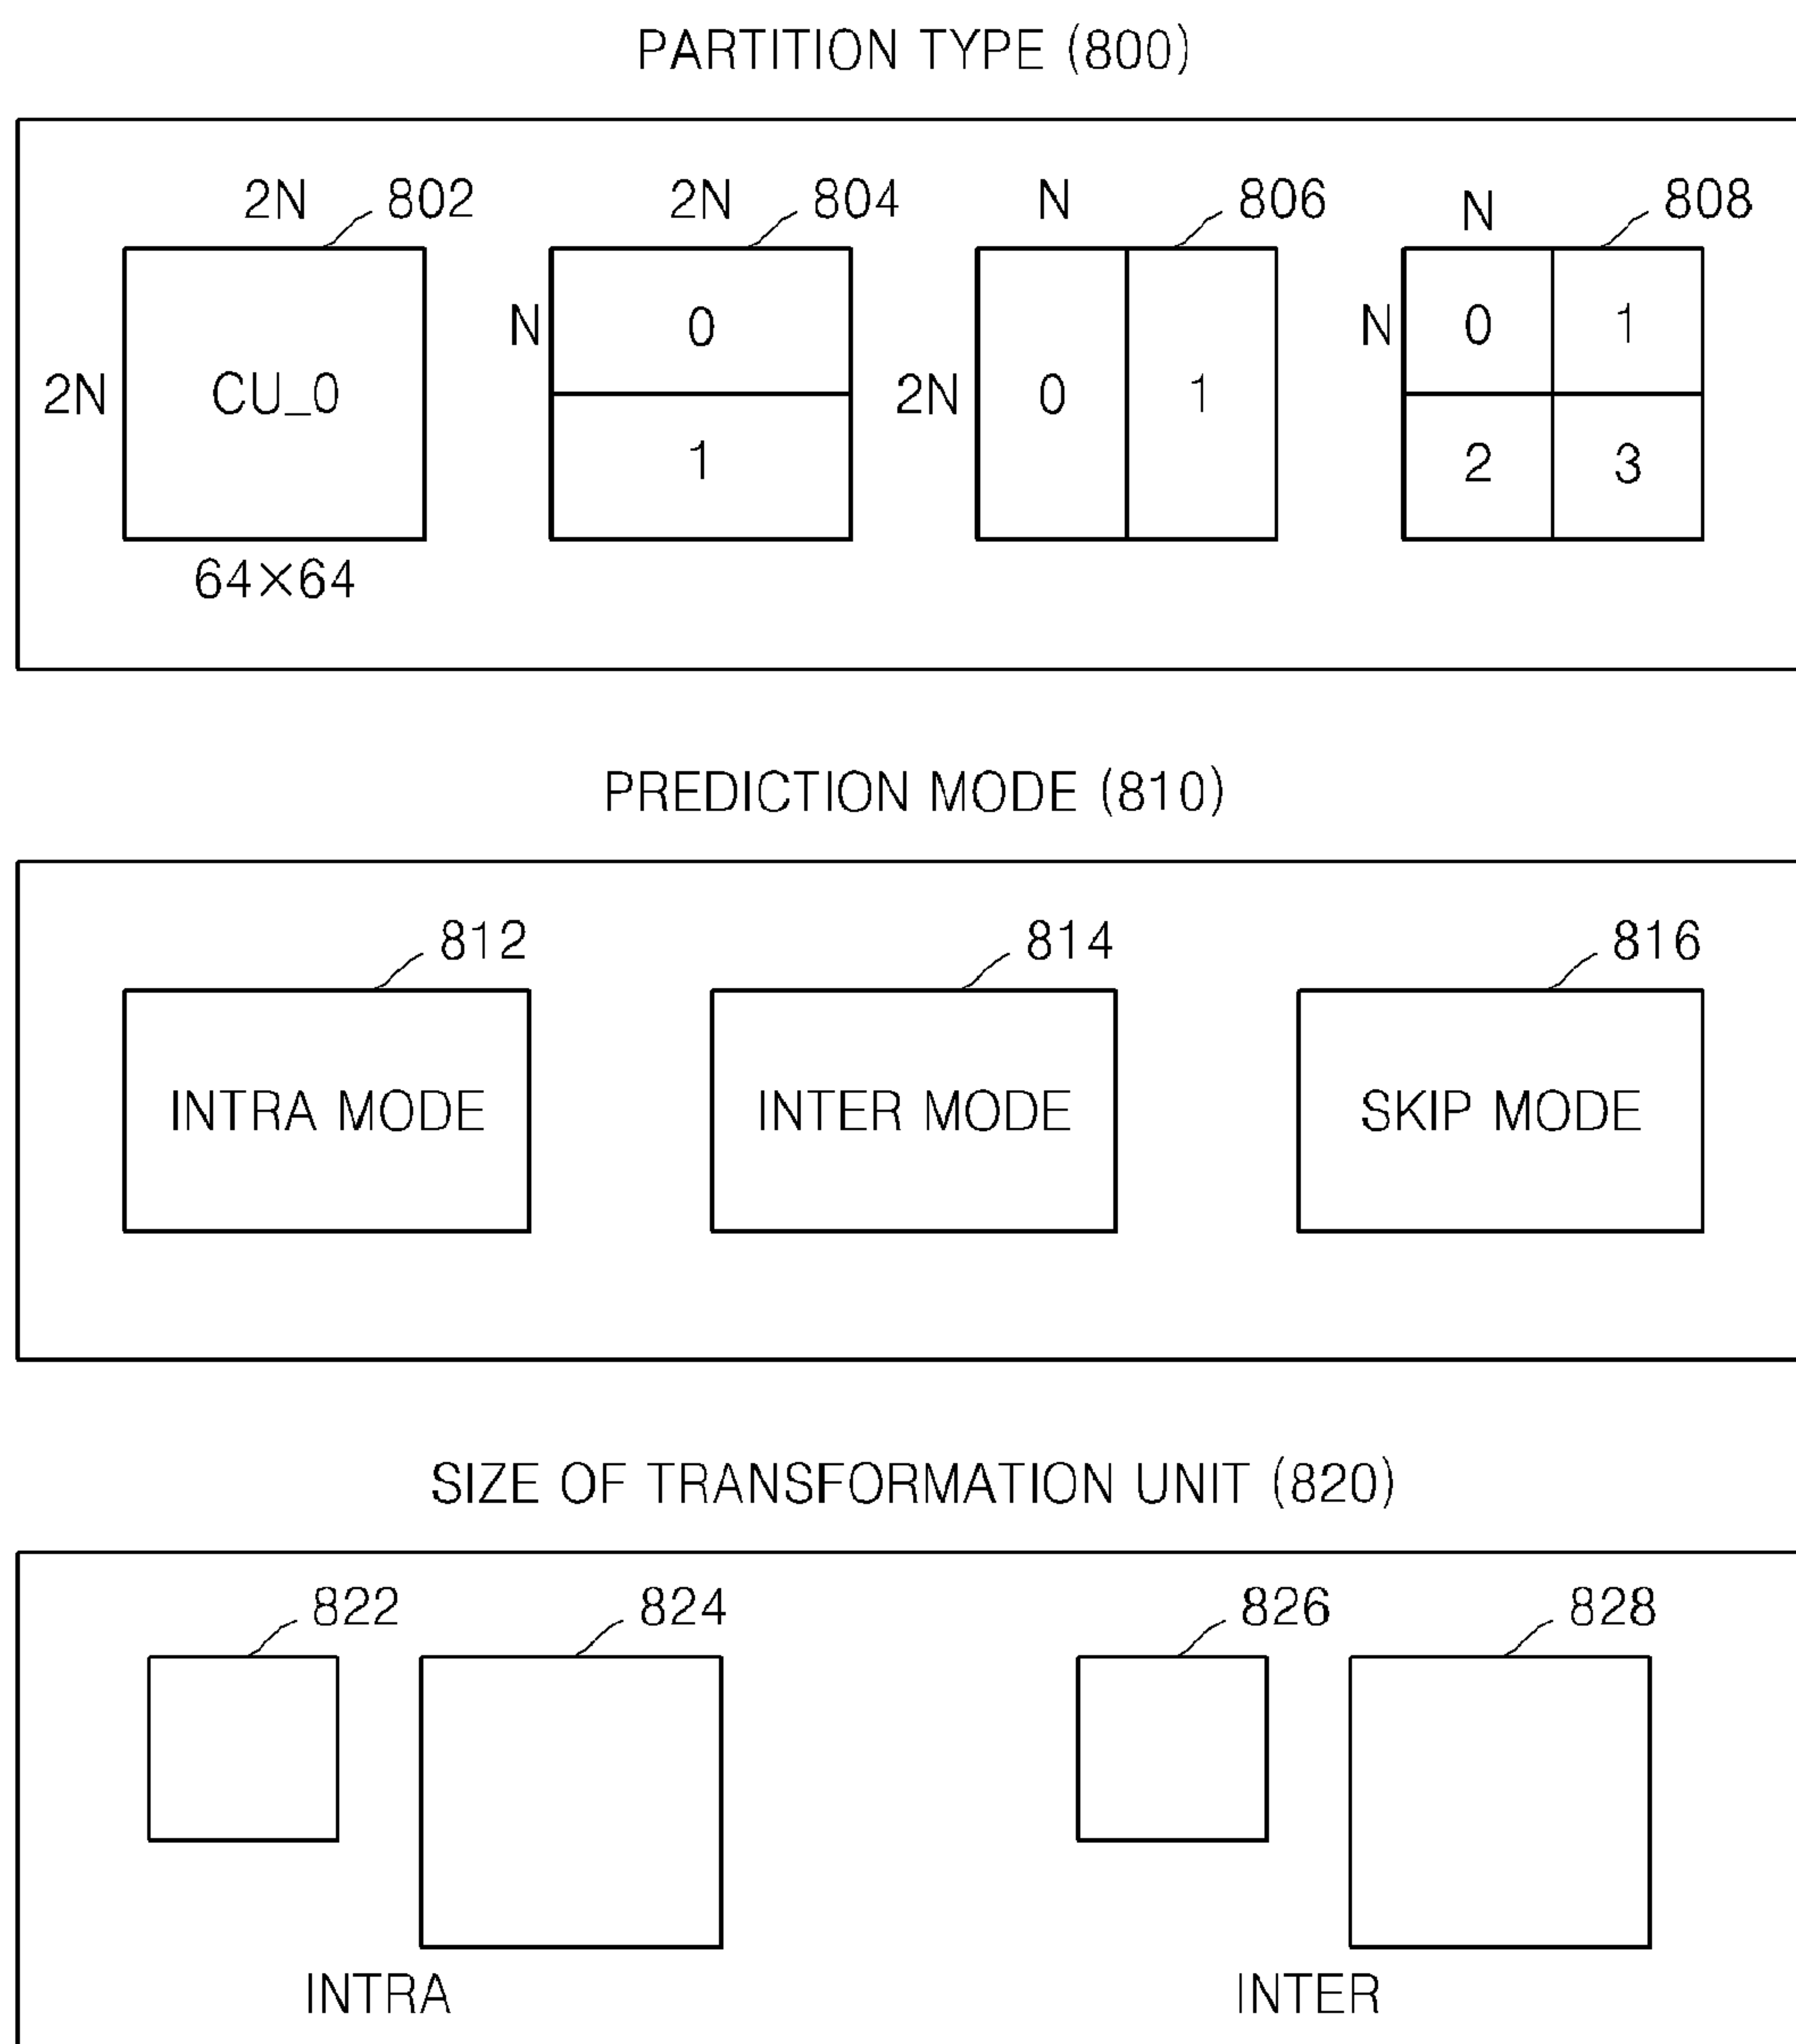 PARTITION TYPE (800)
2N 802 2N 804 N 806 N 808
N 0 N 0 1
2N CU_0 2N 0 1
1 2 3
64×64
PREDICTION MODE (810)
812 814 816
INTRA MODE INTER MODE SKIP MODE
SIZE OF TRANSFORMATION UNIT (820)
822 824 826 828
INTRA INTER